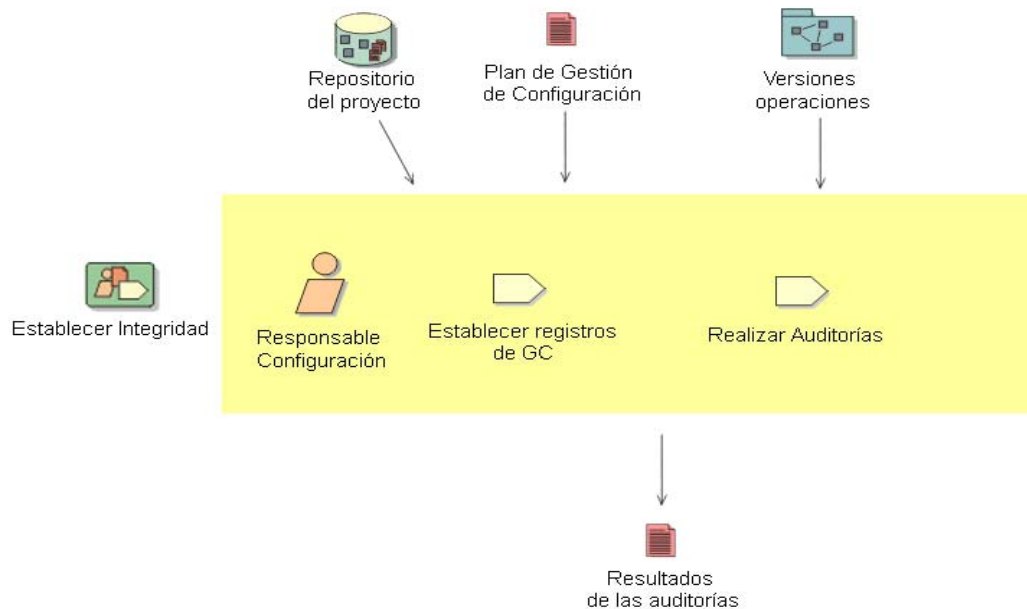 Repositorio
del proyecto
Plan de Gestión
de Configuración
Versiones
operaciones
Establecer Integridad
Responsable
Configuración
Establecer registros
de GC
Realizar Auditorías
Resultados
de las auditorías